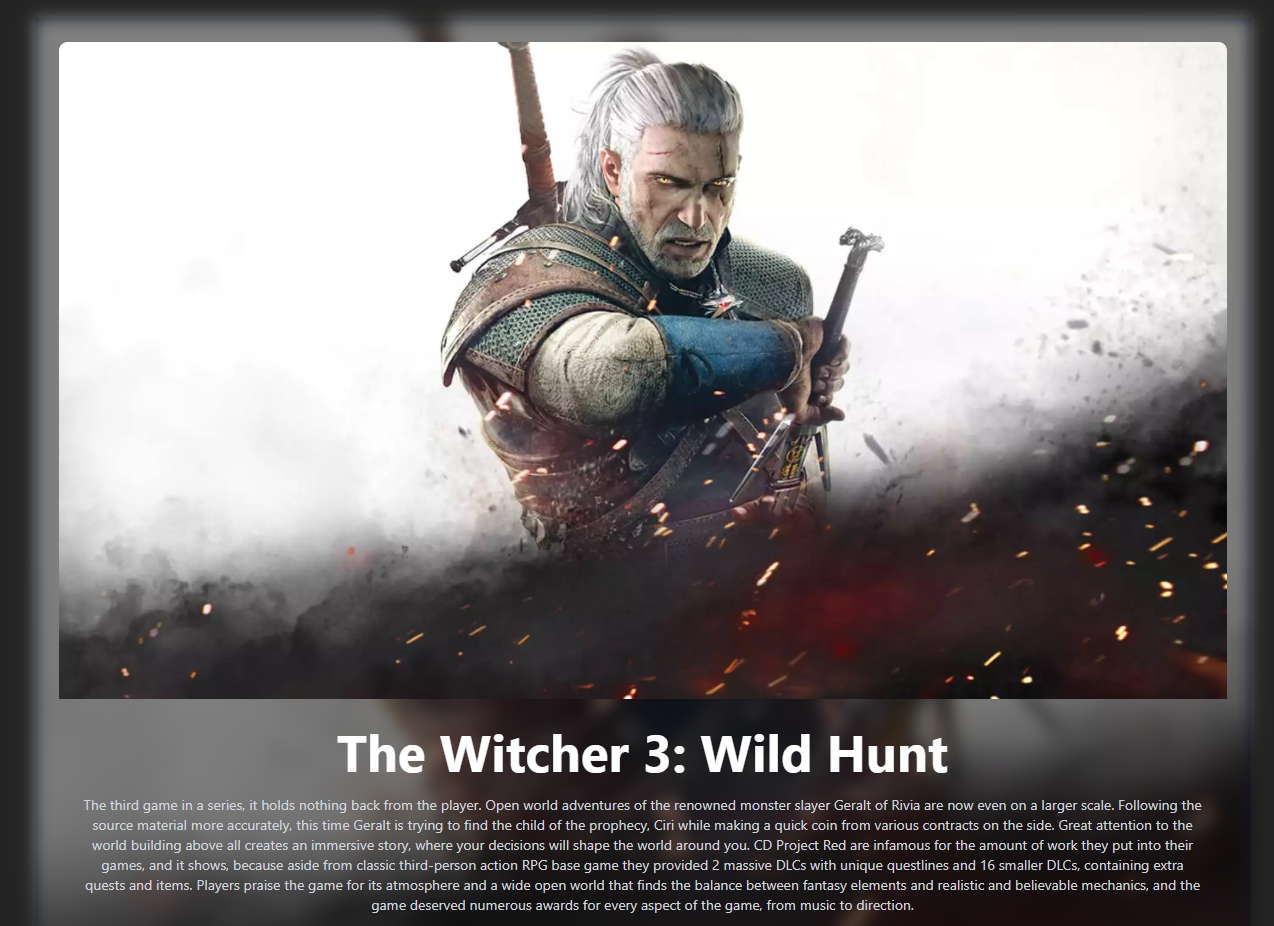 The Witcher 3: Wild Hunt
The third game in a series, it holds nothing back from the player. Open world adventures of the renowned monster slayer Geralt of Rivia are now even on a larger scale. Following the
source material more accurately, this time Geralt is trying to find the child of the prophecy, Ciri while making a quick coin from various contracts on the side. Great attention to the
world building above all creates an immersive story, where your decisions will shape the world around you. CD Project Red are infamous for the amount of work they put into their
games, and it shows, because aside from classic third-person action RPG base game they provided 2 massive DLCs with unique questlines and 16 smaller DLCs, containing extra
quests and items. Players praise the game for its atmosphere and a wide open world that finds the balance between fantasy elements and realistic and believable mechanics, and the
game deserved numerous awards for every aspect of the game, from music to direction.